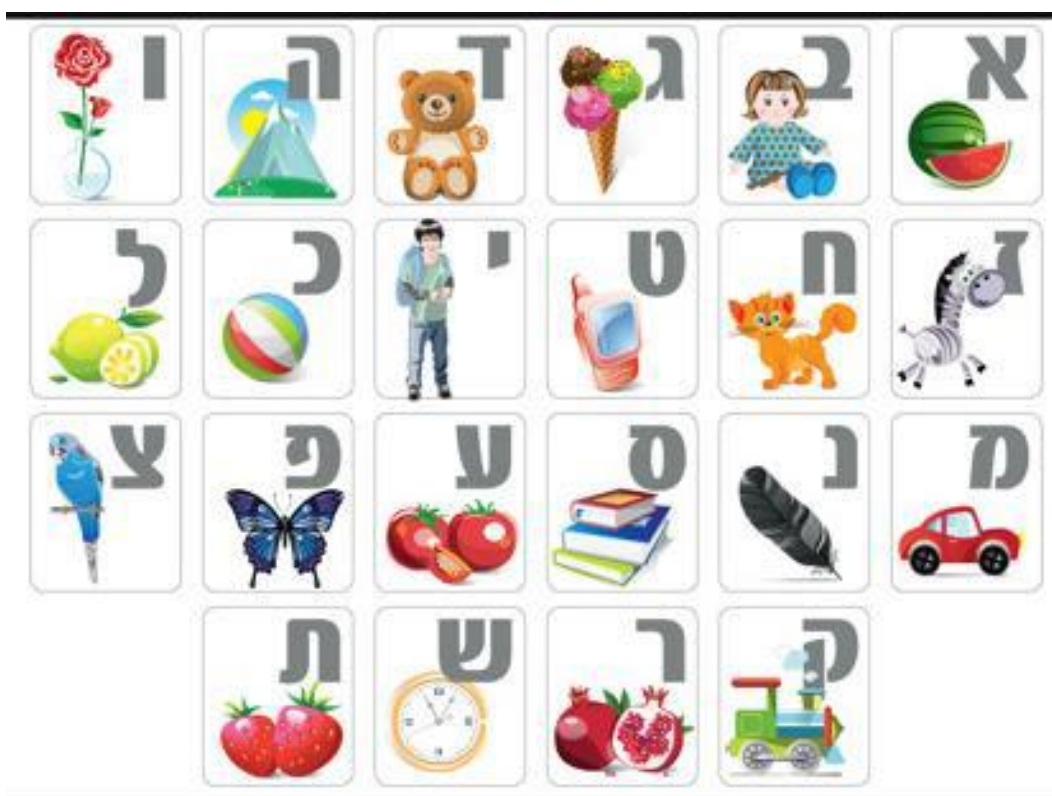 א ב ג ד ה ו
ז ח ט י כ ל
מ נ ס ע פ צ
ק ר ש ת